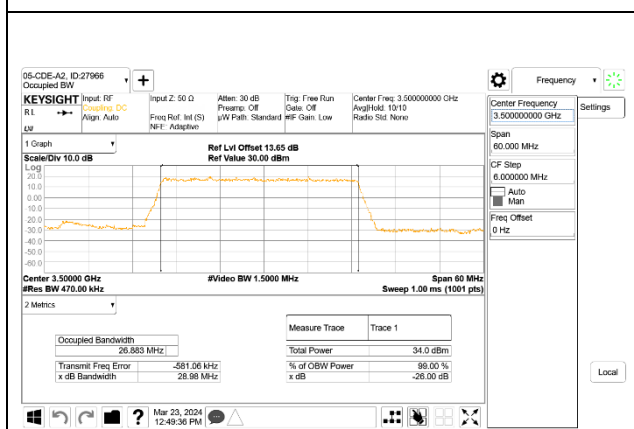 05-CDE-A2, ID:27966
Occupied BW
Frequency
KEYSIGHT
Input: RF
Input Z: 50 Ω
Atten: 30 dB
Trig: Free Run
Center Freq: 3.500000000 GHz
R L
Coupling: DC
Preamp: Off
Gate: Off
Avg|Hold: 10/10
Align: Auto
Freq Ref: Int (S)
µW Path: Standard
#IF Gain: Low
Radio Std: None
NFE: Adaptive
Center Frequency
3.50000000 GHz
Settings
Span
60.000 MHz
CF Step
6.000000 MHz
Auto
Man
Freq Offset
0 Hz
1 Graph
Scale/Div 10.0 dB
Ref Lvl Offset 13.65 dB
Ref Value 30.00 dBm
Log
20.0
10.0
0.00
-10.0
-20.0
-30.0
-40.0
-50.0
-60.0
Center 3.50000 GHz
#Video BW 1.5000 MHz
Span 60 MHz
#Res BW 470.00 kHz
Sweep 1.00 ms (1001 pts)
2 Metrics
Measure Trace
Trace 1
Occupied Bandwidth
26.883 MHz
Total Power
34.0 dBm
Transmit Freq Error
-581.06 kHz
% of OBW Power
99.00 %
x dB Bandwidth
28.98 MHz
x dB
-26.00 dB
Local
?
Mar 23, 2024
12:49:36 PM